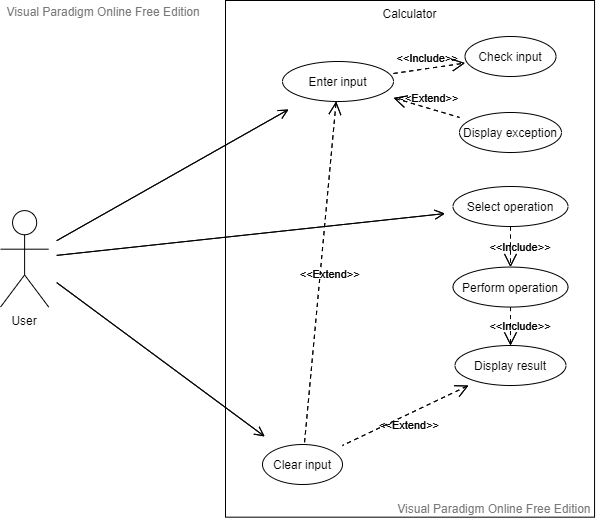 Visual Paradigm Online Free Edition
Calculator
Enter input
<<Include>>
Check input
<<Extend>>
Display exception
Select operation
<<Include>>
<<Extend>>
Perform operation
User
<<Include>>
Display result
<<Extend>>
Clear input
Visual Paradigm Online Free Edition